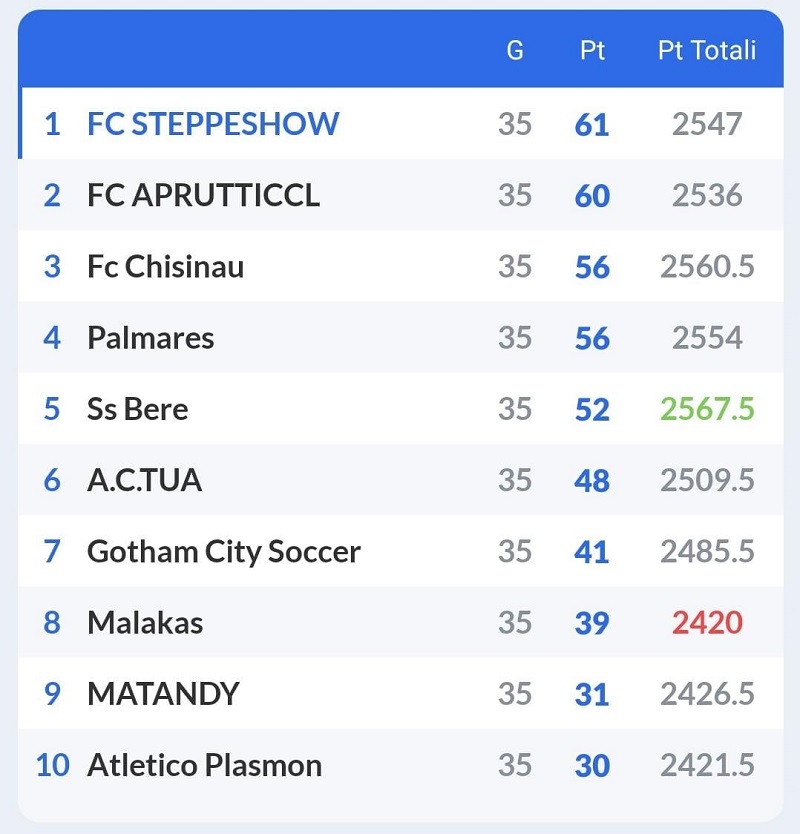 G Pt Pt Totali
1 FC STEPPESHOW 35 61 2547
2 FC APRUTTICCL 35 60 2536
3 Fc Chisinau 35 56 2560.5
4 Palmares 35 56 2554
5 Ss Bere 35 52 2567.5
6 A.C.TUA 35 48 2509.5
7 Gotham City Soccer 35 41 2485.5
8 Malakas 35 39 2420
9 MATANDY 35 31 2426.5
10 Atletico Plasmon 35 30 2421.5